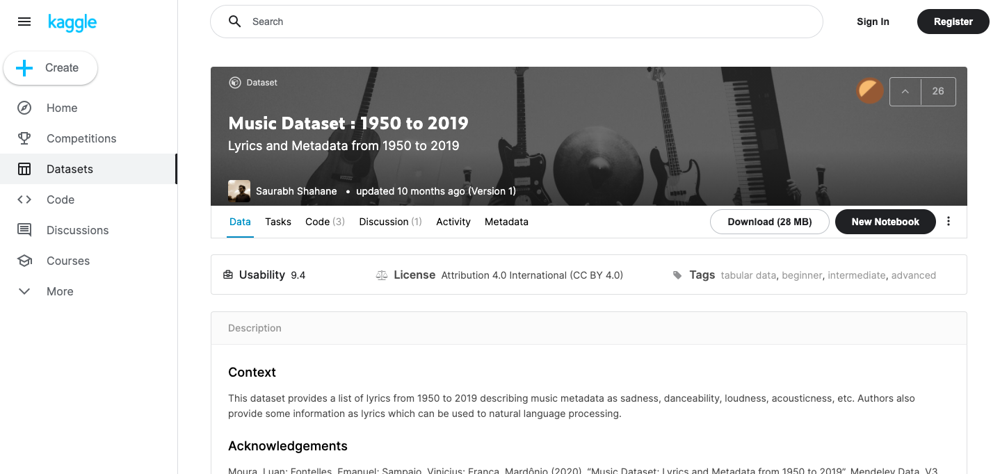 kaggle
Search
Sign In
Register
Create
Home
Competitions
Datasets
Code
Discussions
Courses
More
Dataset
26
Music Dataset : 1950 to 2019
Lyrics and Metadata from 1950 to 2019
Saurabh Shahane • updated 10 months ago (Version 1)
Data Tasks Code (3) Discussion (1) Activity Metadata Download (28 MB) New Notebook
Usability 9.4 License Attribution 4.0 International (CC BY 4.0) Tags tabular data, beginner, intermediate, advanced
Description
Context
This dataset provides a list of lyrics from 1950 to 2019 describing music metadata as sadness, danceability, loudness, acousticness, etc. Authors also
provide some information as lyrics which can be used to natural language processing.
Acknowledgements
Moura, Luan; Fontelles, Emanuel; Sampaio, Vinicius; França, Mardônio (2020), “Music Dataset: Lyrics and Metadata from 1950 to 2019”, Mendeley Data, V3